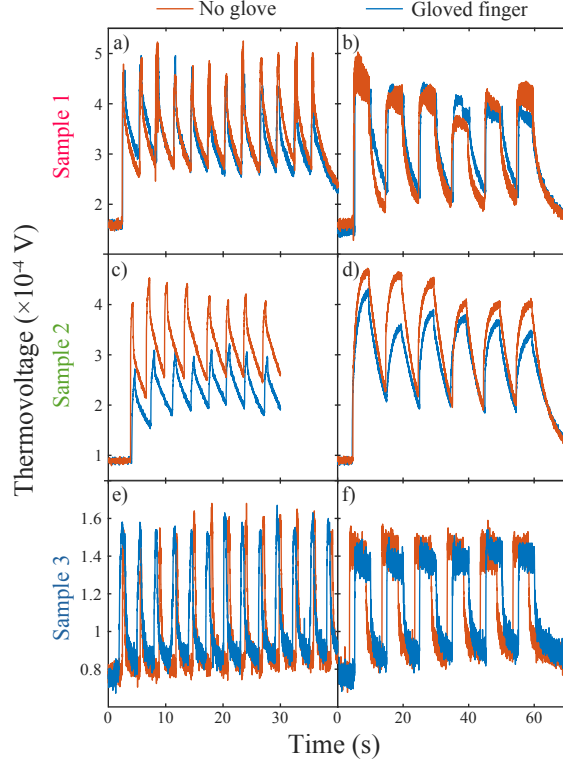 No glove
Gloved finger
a)
b)
5
4
3
2
1
Sample 1
c)
d)
4
3
2
1
Sample 2
Thermovoltage (×10⁻⁴ V)
e)
f)
1.6
1.4
1.2
1
0.8
Sample 3
0 10 20 30 0 20 40 60
Time (s)